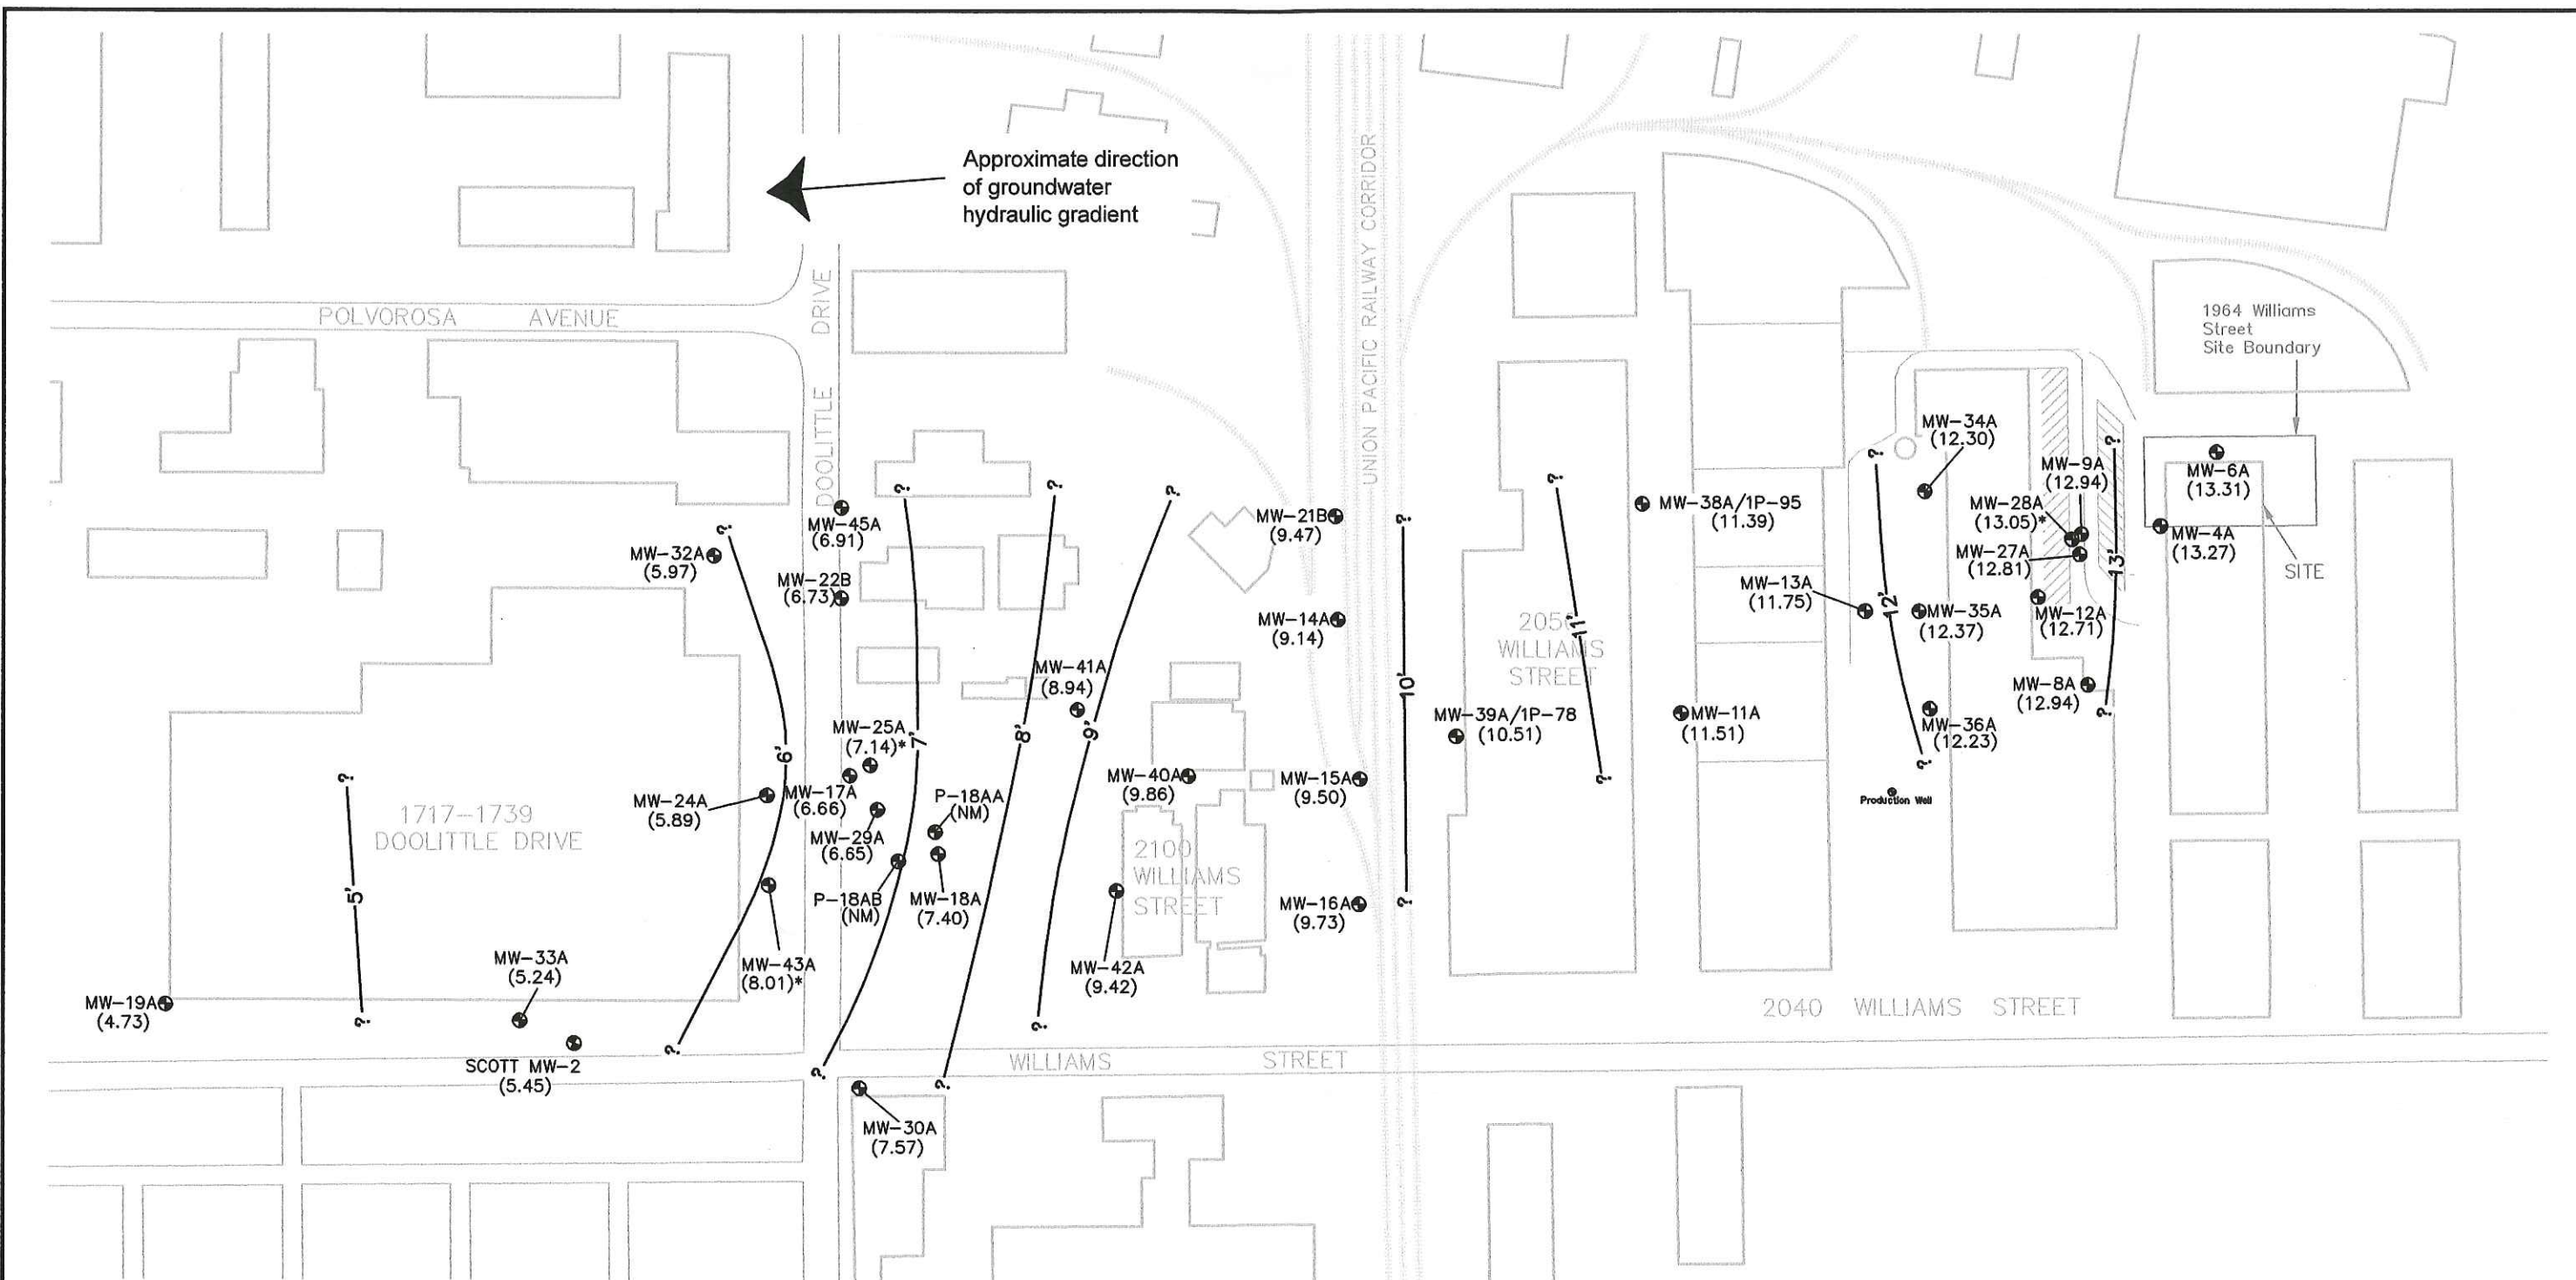 Approximate direction
of groundwater
hydraulic gradient
UNION PACIFIC RAILWAY CORRIDOR
DOOLITTLE DRIVE
POLVOROSA AVENUE
1964 Williams
Street
Site Boundary
MW-34A
(12.30)
MW-9A
(12.94)
MW-28A
(13.05)*
MW-27A
(12.81)
MW-6A
(13.31)
MW-4A
(13.27)
SITE
MW-38A/1P-95
(11.39)
MW-21B
(9.47)
MW-45A
(6.91)
MW-32A
(5.97)
MW-22B
(6.73)
MW-14A
(9.14)
MW-13A
(11.75)
MW-35A
(12.37)
MW-12A
(12.71)
MW-8A
(12.94)
MW-36A
(12.23)
WILLIAMS
STREET
MW-39A/1P-78
(10.51)
MW-11A
(11.51)
MW-41A
(8.94)
MW-25A
(7.14)*
MW-24A
(5.89)
MW-17A
(6.66)
MW-29A
(6.65)
P-18AA
(NM)
P-18AB
(NM)
MW-18A
(7.40)
MW-40A
(9.86)
MW-15A
(9.50)
Production Well
1717-1739
DOOLITTLE DRIVE
2100
WILLIAMS
STREET
MW-16A
(9.73)
MW-42A
(9.42)
MW-43A
(8.01)*
MW-33A
(5.24)
MW-19A
(4.73)
SCOTT MW-2
(5.45)
MW-30A
(7.57)
2040 WILLIAMS STREET
WILLIAMS STREET
? 5' ?
? 6' ?
? 7' ?
? 8' ?
? 9' ?
? 10' ?
? 11' ?
? 12' ?
? 13' ?